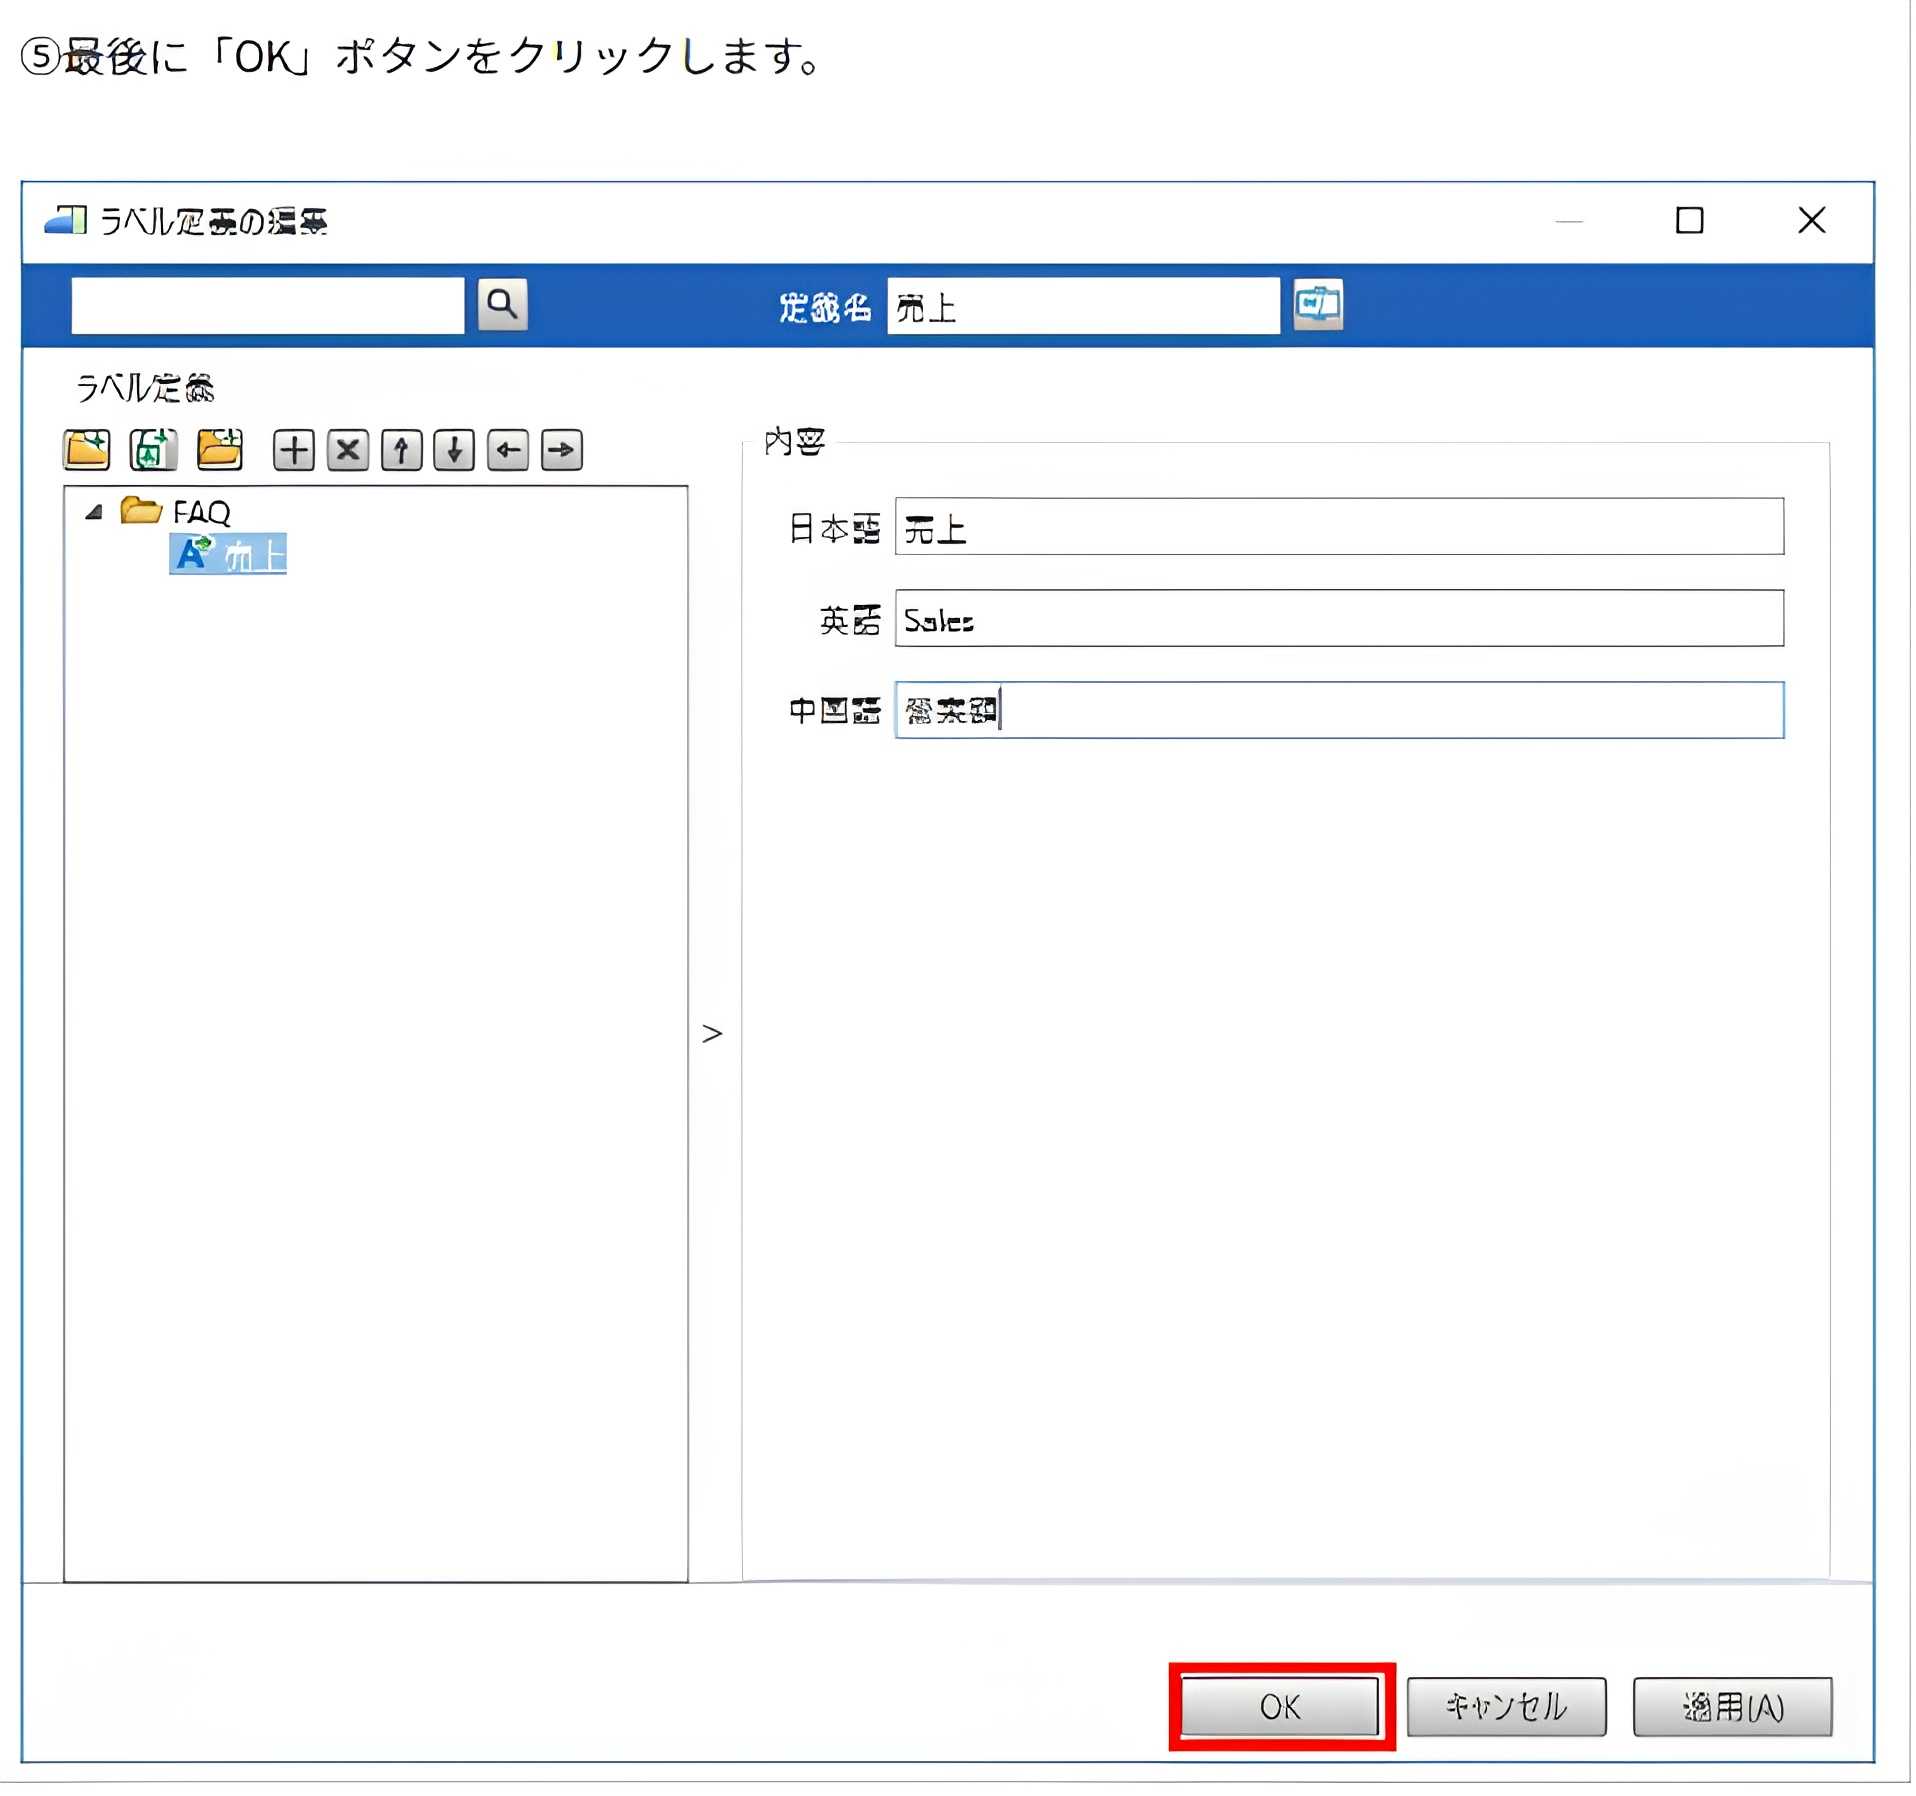 ⑤最後に「OK」ボタンをクリックします。
ラベル定義の編集
定義名 売上
ラベル定義
内容
FAQ
売上
日本語 売上
英語 Sales
中国語
>
OK キャンセル 適用(A)